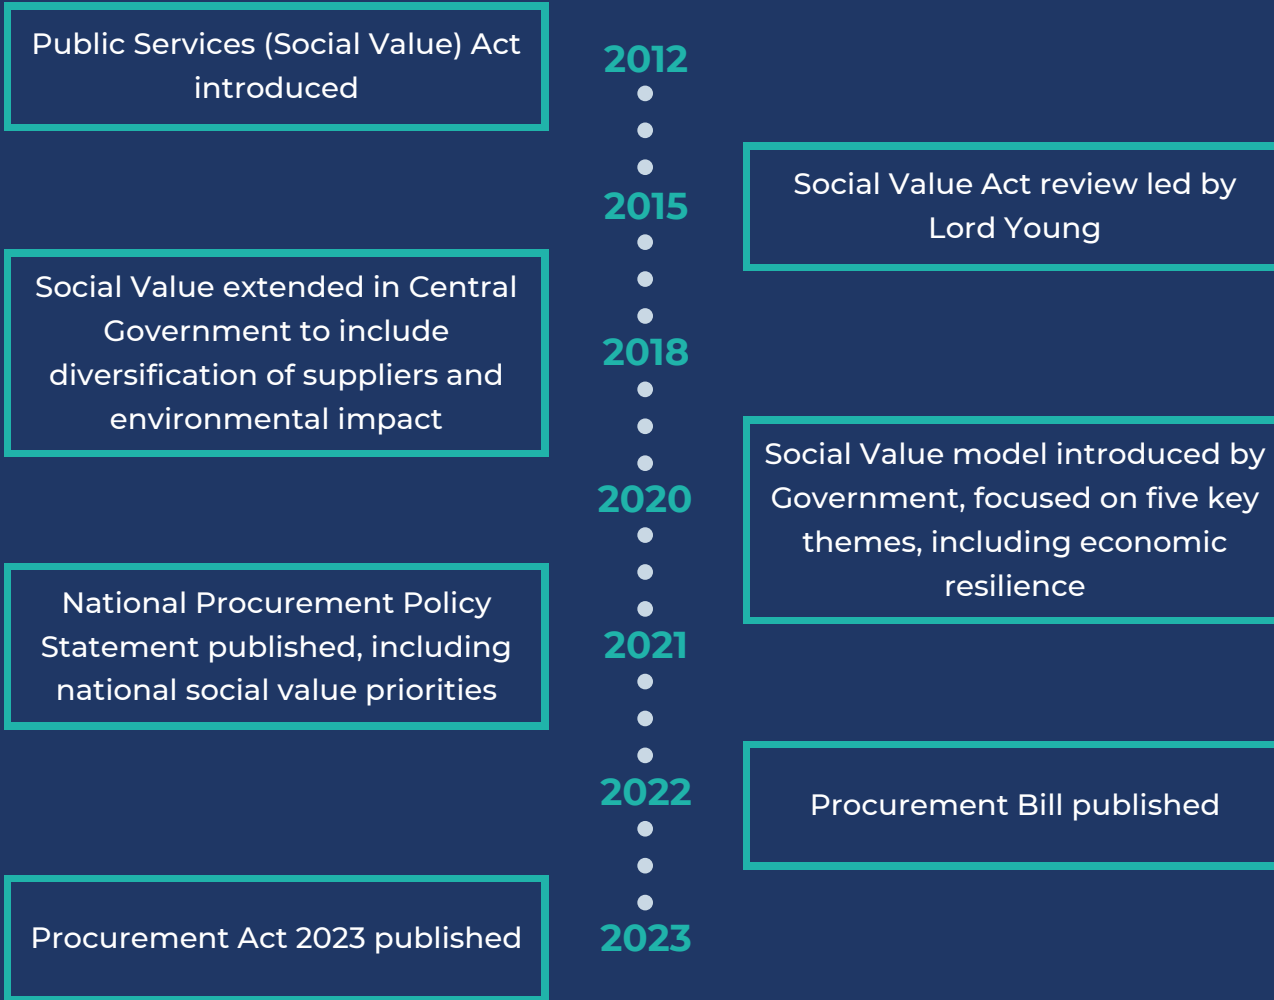 Public Services (Social Value) Act
introduced
2012
2015
Social Value Act review led by
Lord Young
Social Value extended in Central
Government to include
diversification of suppliers and
environmental impact
2018
2020
Social Value model introduced by
Government, focused on five key
themes, including economic
resilience
National Procurement Policy
Statement published, including
national social value priorities
2021
2022
Procurement Bill published
Procurement Act 2023 published
2023